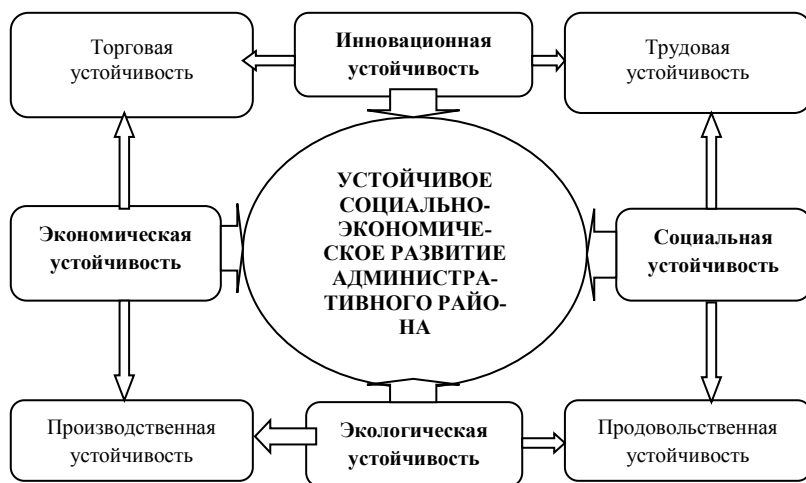 Торговая
устойчивость
Инновационная
устойчивость
Трудовая
устойчивость
Экономическая
устойчивость
УСТОЙЧИВОЕ
СОЦИАЛЬНО-
ЭКОНОМИЧЕ-
СКОЕ РАЗВИТИЕ
АДМИНИСТРА-
ТИВНОГО РАЙО-
НА
Социальная
устойчивость
Производственная
устойчивость
Экологическая
устойчивость
Продовольственная
устойчивость